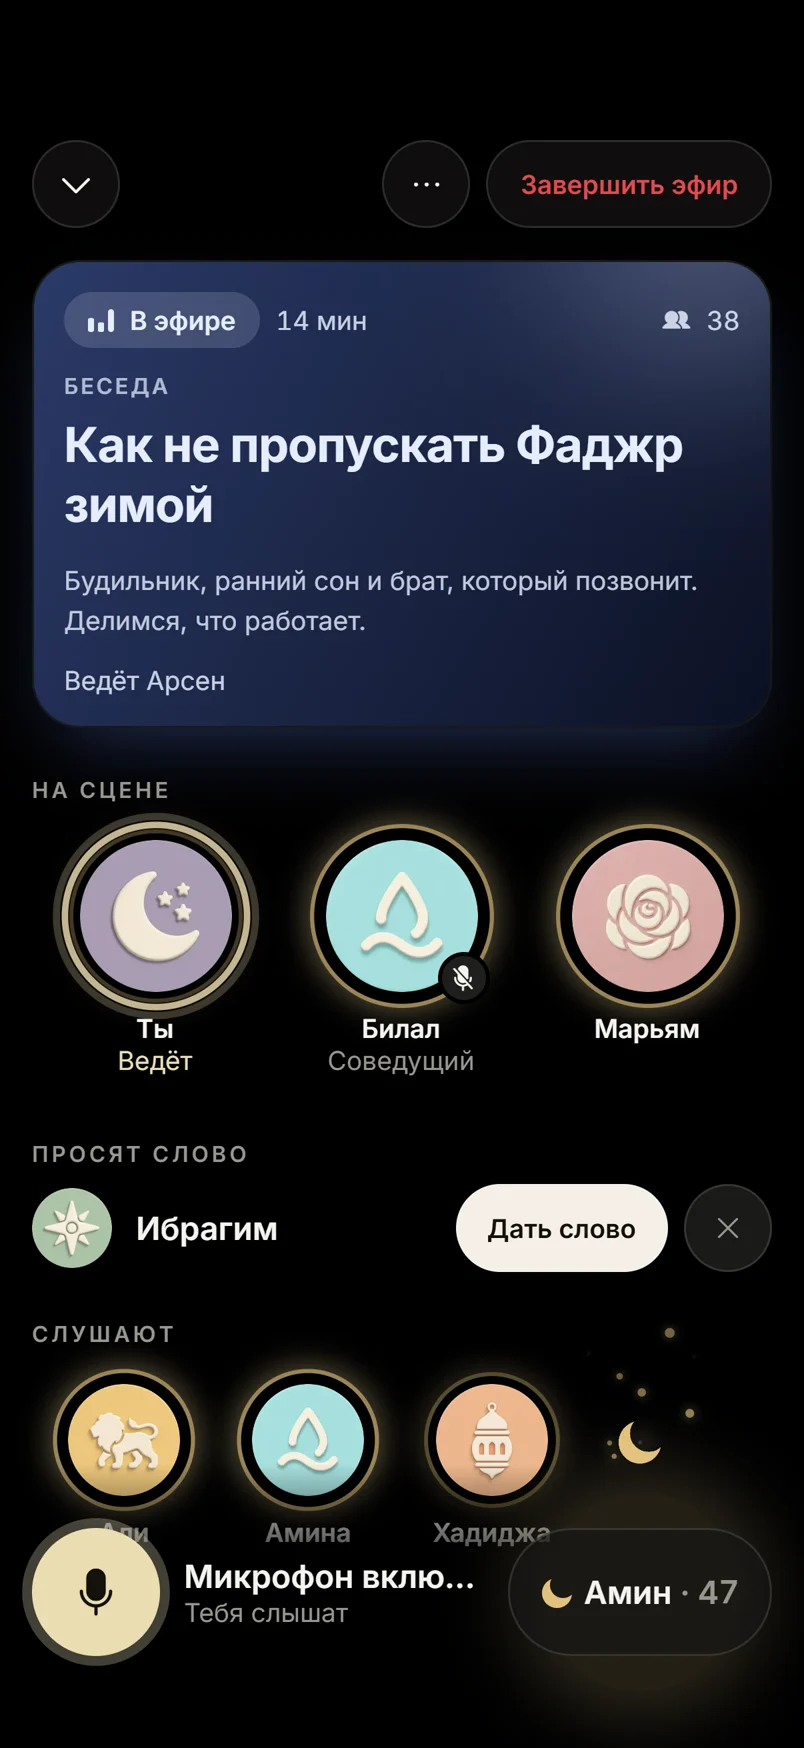 Завершить эфир
В эфире 14 мин 38
БЕСЕДА
Как не пропускать Фаджр
зимой
Будильник, ранний сон и брат, который позвонит.
Делимся, что работает.
Ведёт Арсен
НА СЦЕНЕ
Ты Билал Марьям
Ведёт Соведущий
ПРОСЯТ СЛОВО
Ибрагим Дать слово
СЛУШАЮТ
Али Амина Хадиджа
Микрофон вклю...
Тебя слышат
Амин · 47